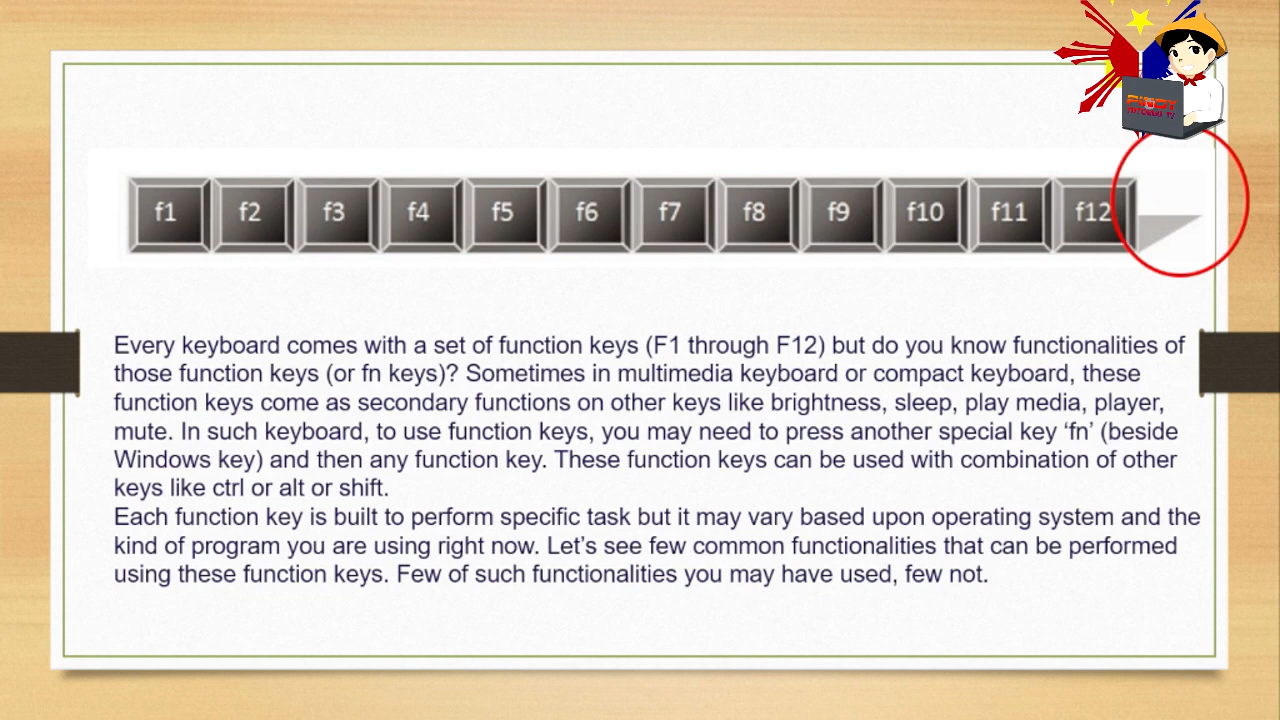 PINOY
TUTORIAL TV
f1 f2 f3 f4 f5 f6 f7 f8 f9 f10 f11 f12
Every keyboard comes with a set of function keys (F1 through F12) but do you know functionalities of
those function keys (or fn keys)? Sometimes in multimedia keyboard or compact keyboard, these
function keys come as secondary functions on other keys like brightness, sleep, play media, player,
mute. In such keyboard, to use function keys, you may need to press another special key ‘fn’ (beside
Windows key) and then any function key. These function keys can be used with combination of other
keys like ctrl or alt or shift.
Each function key is built to perform specific task but it may vary based upon operating system and the
kind of program you are using right now. Let’s see few common functionalities that can be performed
using these function keys. Few of such functionalities you may have used, few not.